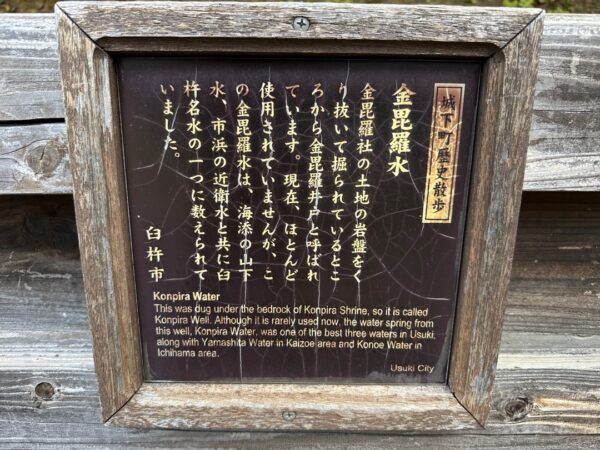 城下町歴史散歩
金毘羅水
金毘羅社の土地の岩盤をく
り抜いて掘られているとこ
ろから金毘羅井戸と呼ばれ
ています。現在、ほとんど
使用されていませんが、こ
の金毘羅水は、海添の山下
水、市浜の近衛水と共に臼
杵名水の一つに数えられて
いました。
臼杵市
Konpira Water
This was dug under the bedrock of Konpira Shrine, so it is called
Konpira Well. Although it is rarely used now, the water spring from
this well, Konpira Water, was one of the best three waters in Usuki,
along with Yamashita Water in Kaizoe area and Konoe Water in
Ichihama area.
Usuki City